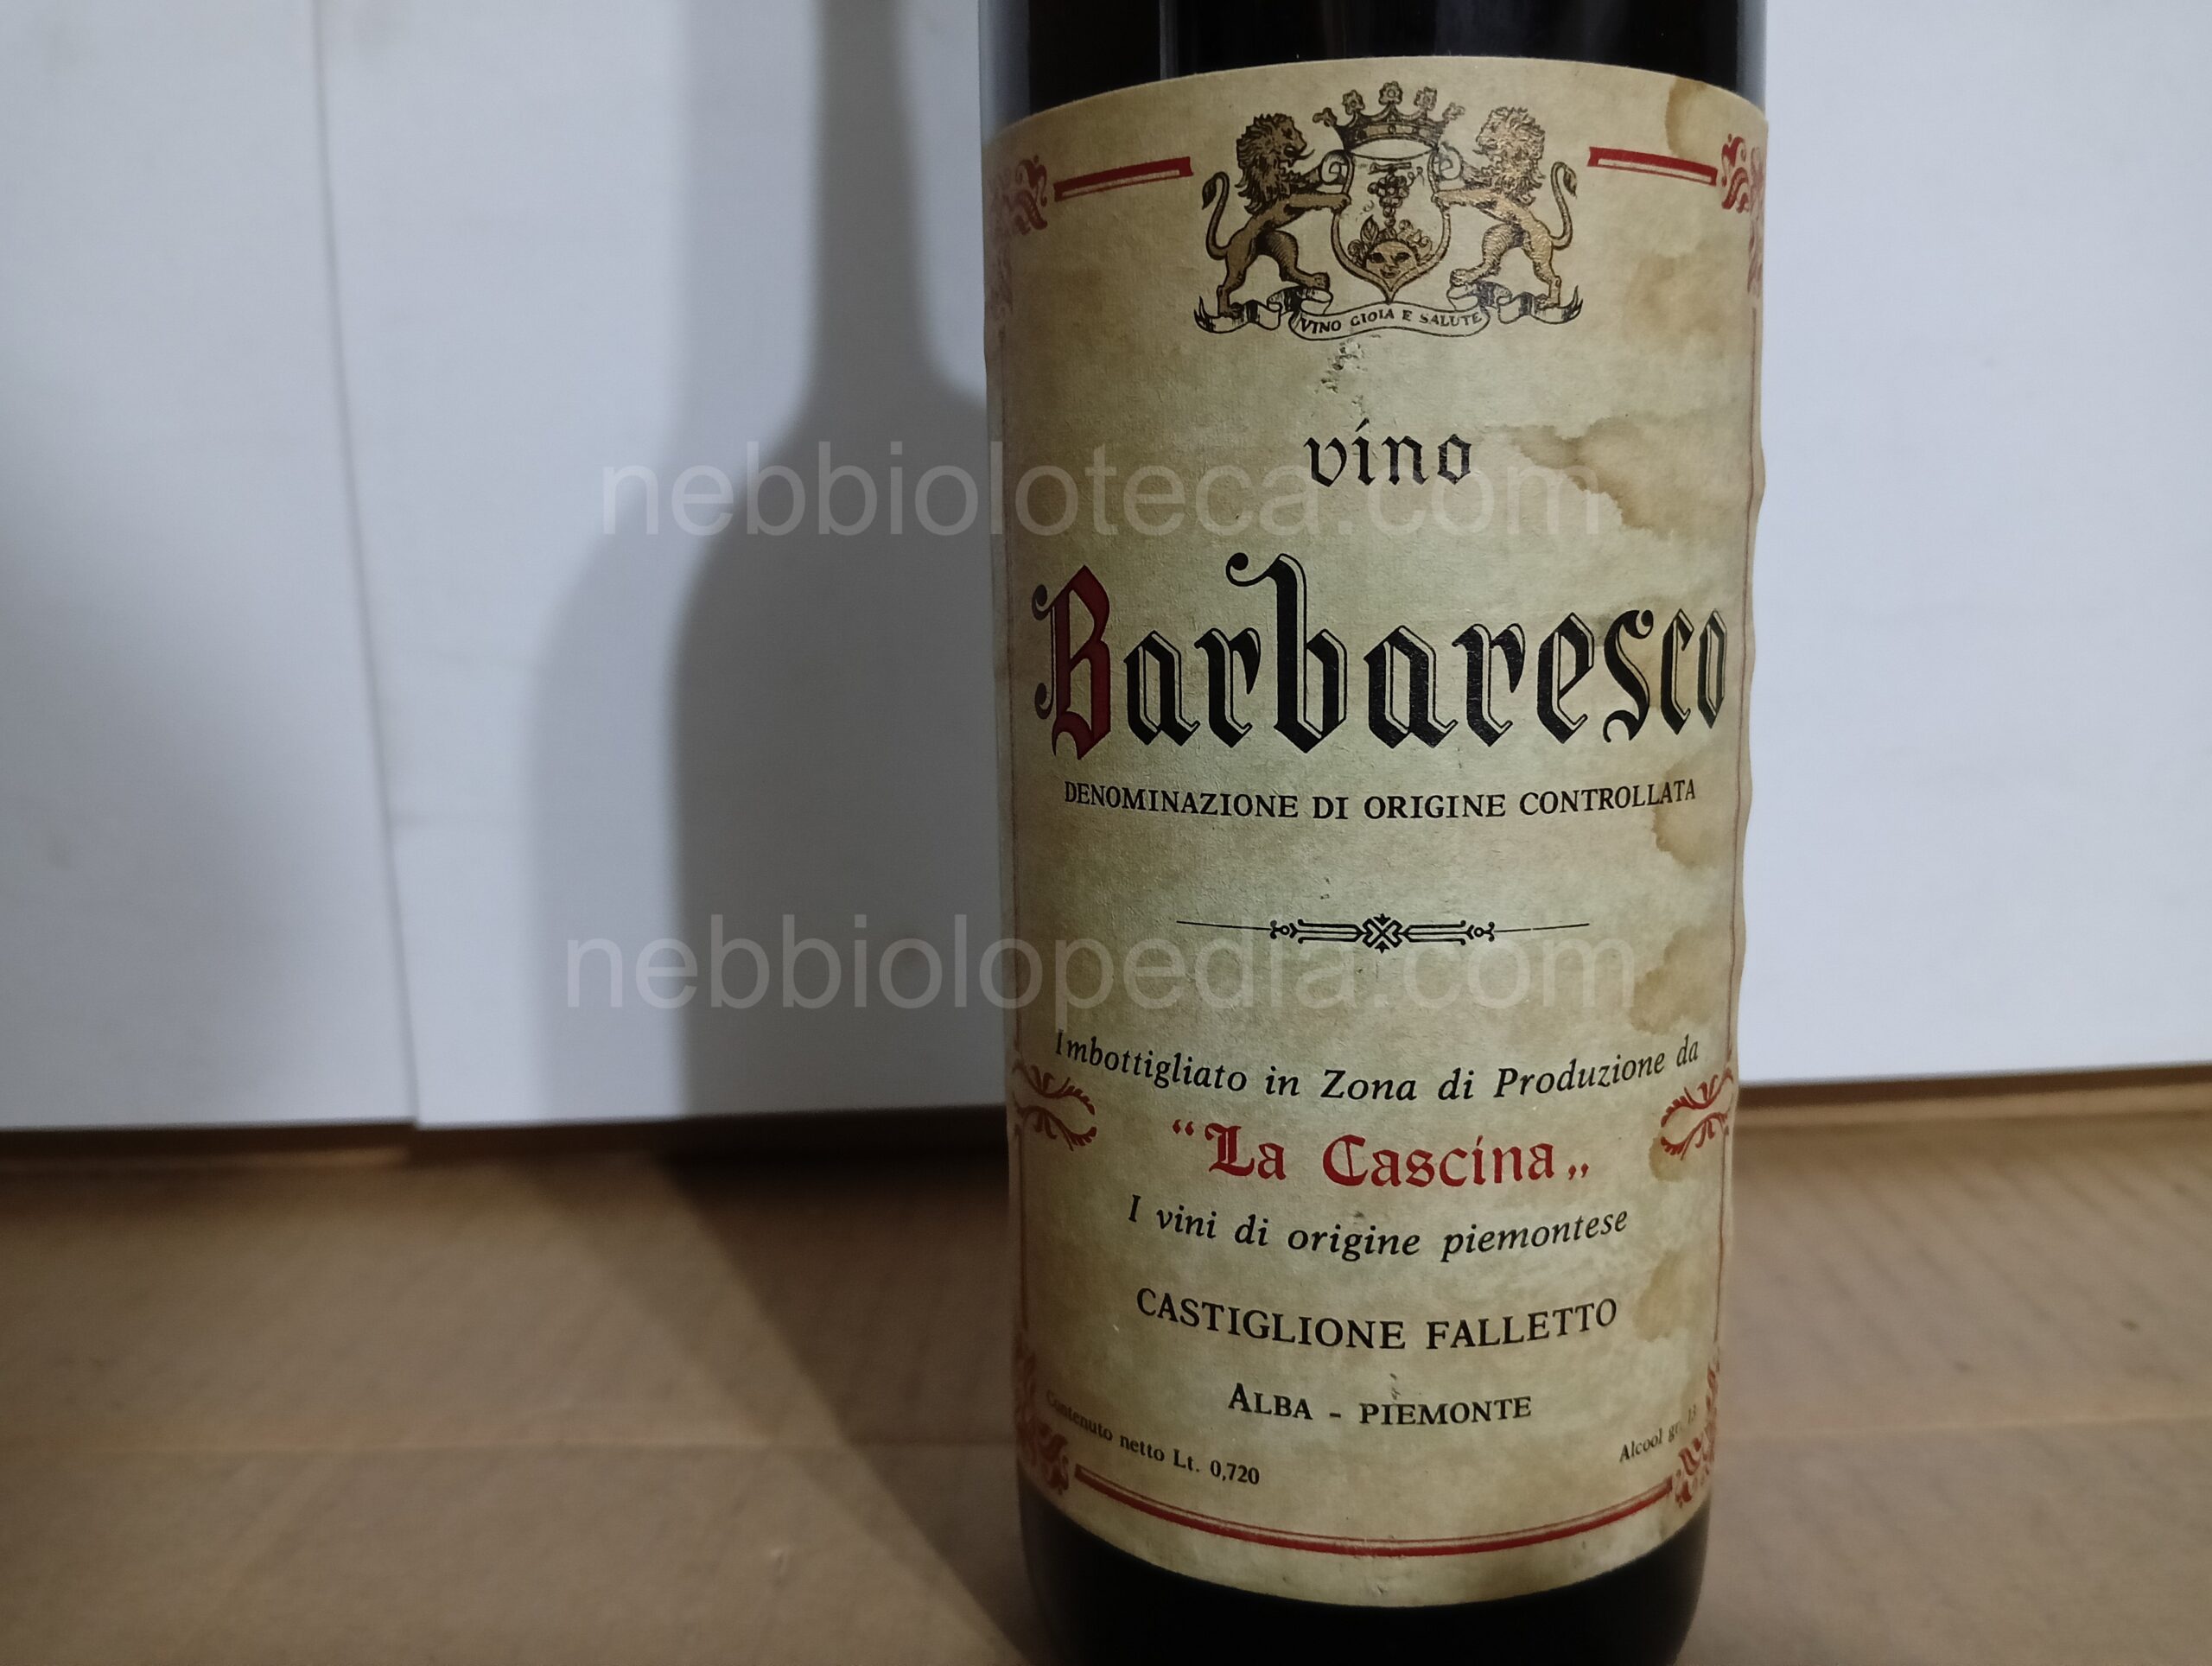 VINO GIOIA E SALUTE
vino
nebbioloteca.com
Barbaresco
DENOMINAZIONE DI ORIGINE CONTROLLATA
nebbiolopedia.com
Imbottigliato in Zona di Produzione da
“La Cascina„
I vini di origine piemontese
CASTIGLIONE FALLETTO
ALBA - PIEMONTE
Contenuto netto Lt. 0,720
Alcool gr. 13